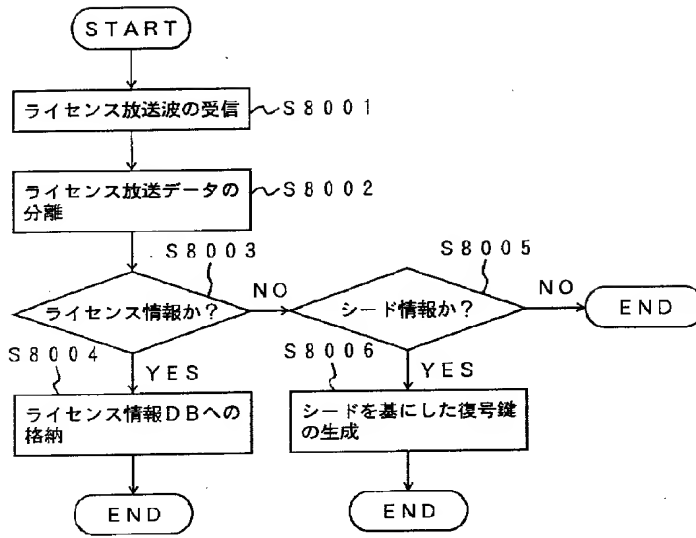 START
ライセンス放送波の受信
S8001
ライセンス放送データの
分離
S8002
S8003
ライセンス情報か?
NO
S8005
シード情報か?
NO
END
S8004
YES
ライセンス情報DBへの
格納
END
S8006
YES
シードを基にした復号鍵
の生成
END